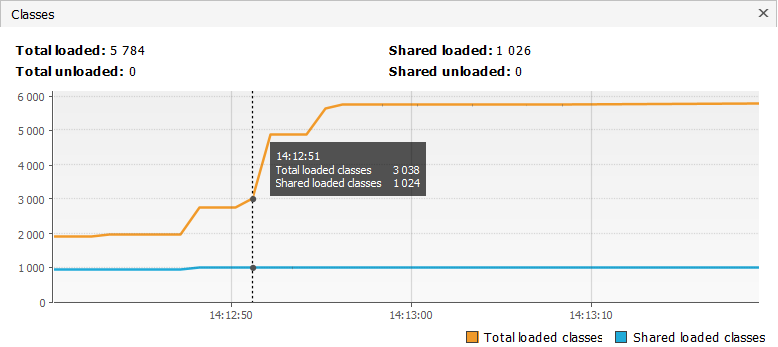 Classes
Total loaded: 5 784
Shared loaded: 1 026
Total unloaded: 0
Shared unloaded: 0
6 000
5 000
4 000
3 000
2 000
1 000
0
14:12:51
Total loaded classes 3 038
Shared loaded classes 1 024
14:12:50
14:13:00
14:13:10
Total loaded classes
Shared loaded classes